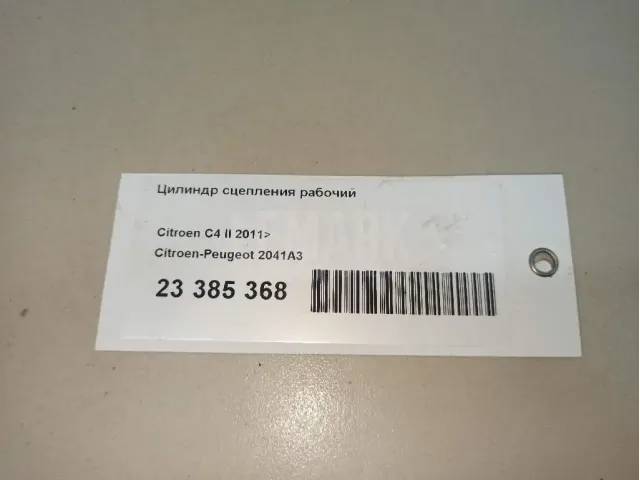 Цилиндр сцепления рабочий
Citroen C4 II 2011>
Citroen-Peugeot 2041A3
23 385 368